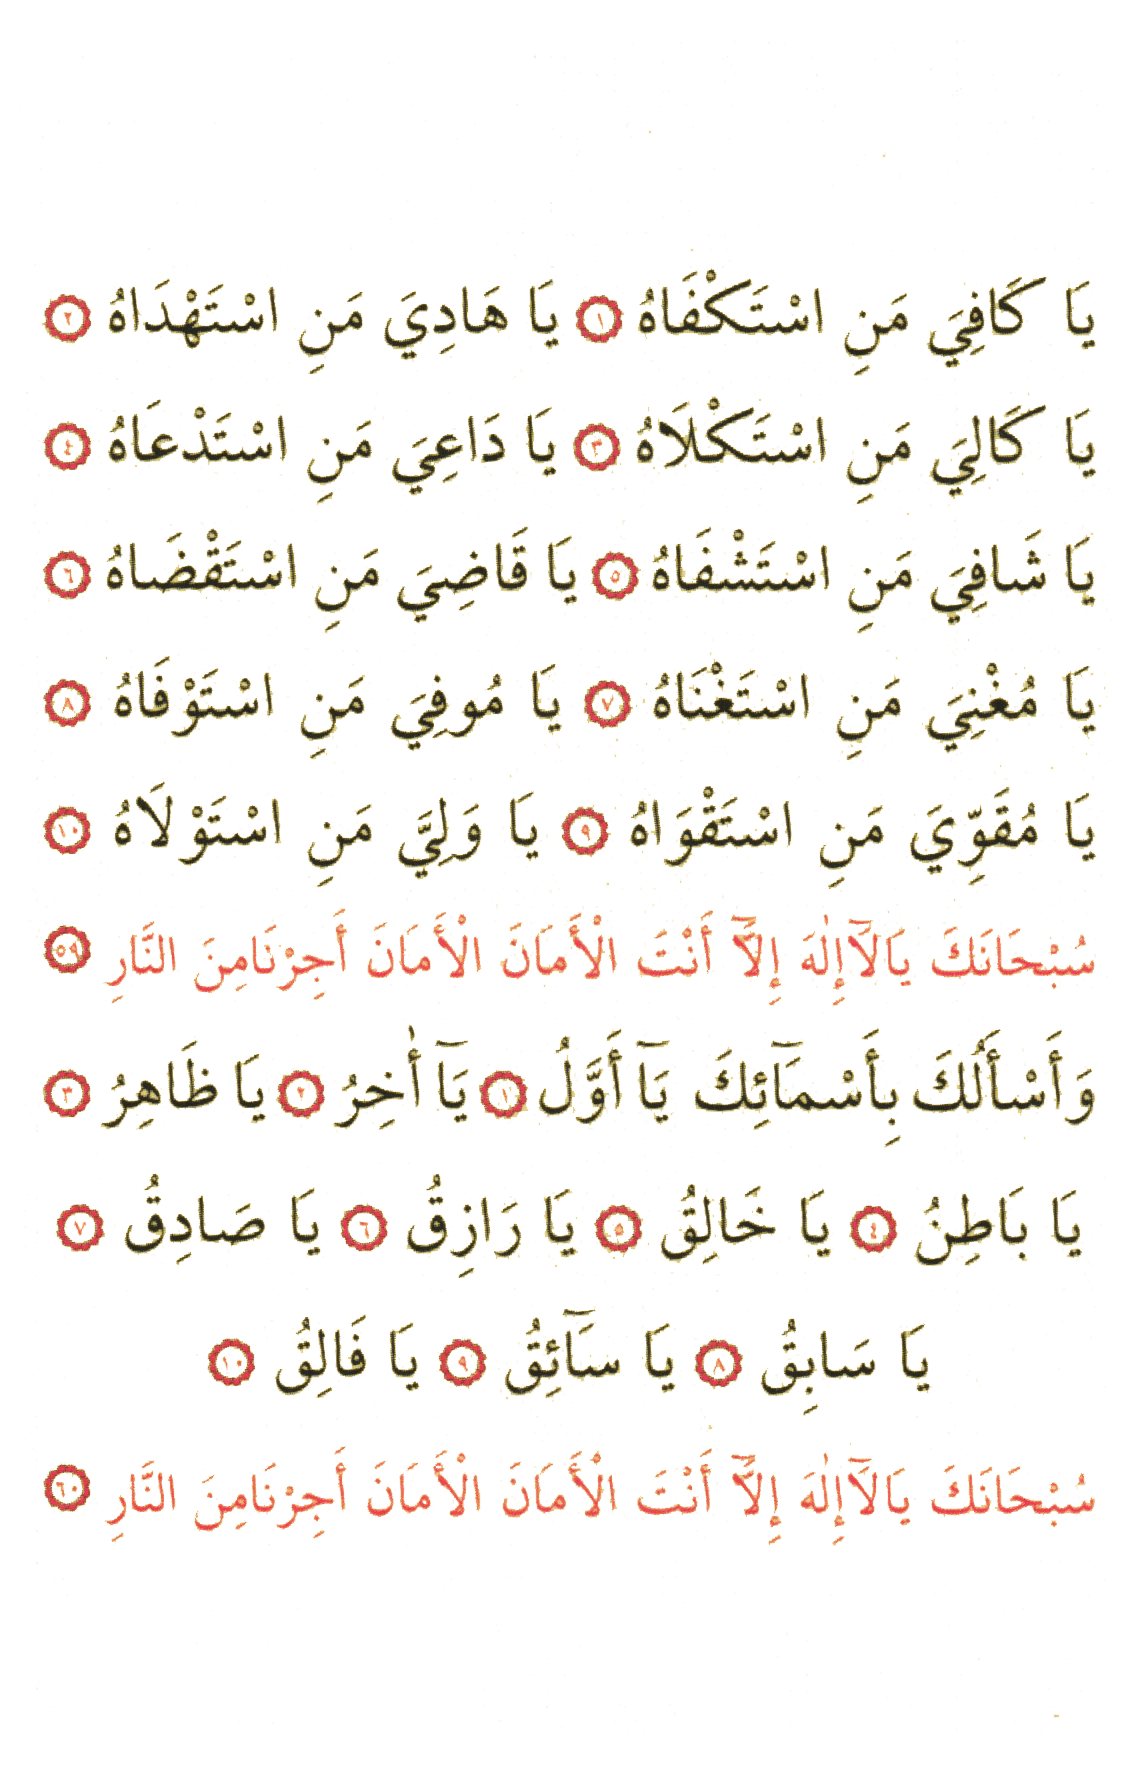 يَا كَافِيَ مَنِ اسْتَكْفَاهُ ١ يَا هَادِيَ مَنِ اسْتَهْدَاهُ ٢
يَا كَالِيَ مَنِ اسْتَكْلَاهُ ٣ يَا دَاعِيَ مَنِ اسْتَدْعَاهُ ٤
يَا شَافِيَ مَنِ اسْتَشْفَاهُ ٥ يَا قَاضِيَ مَنِ اسْتَقْضَاهُ ٦
يَا مُغْنِيَ مَنِ اسْتَغْنَاهُ ٧ يَا مُوفِيَ مَنِ اسْتَوْفَاهُ ٨
يَا مُقَوِّيَ مَنِ اسْتَقْوَاهُ ٩ يَا وَلِيَّ مَنِ اسْتَوْلَاهُ ١٠
سُبْحَانَكَ يَالَآإِلٰهَ إِلَّآ أَنْتَ الْأَمَانَ الْأَمَانَ أَجِرْنَامِنَ النَّارِ ٥٩
وَأَسْأَلُكَ بِأَسْمَآئِكَ يَآ أَوَّلُ ١ يَآ أٰخِرُ ٢ يَا ظَاهِرُ ٣
يَا بَاطِنُ ٤ يَا خَالِقُ ٥ يَا رَازِقُ ٦ يَا صَادِقُ ٧
يَا سَابِقُ ٨ يَا سَآئِقُ ٩ يَا فَالِقُ ١٠
سُبْحَانَكَ يَالَآإِلٰهَ إِلَّآ أَنْتَ الْأَمَانَ الْأَمَانَ أَجِرْنَامِنَ النَّارِ ٦٠